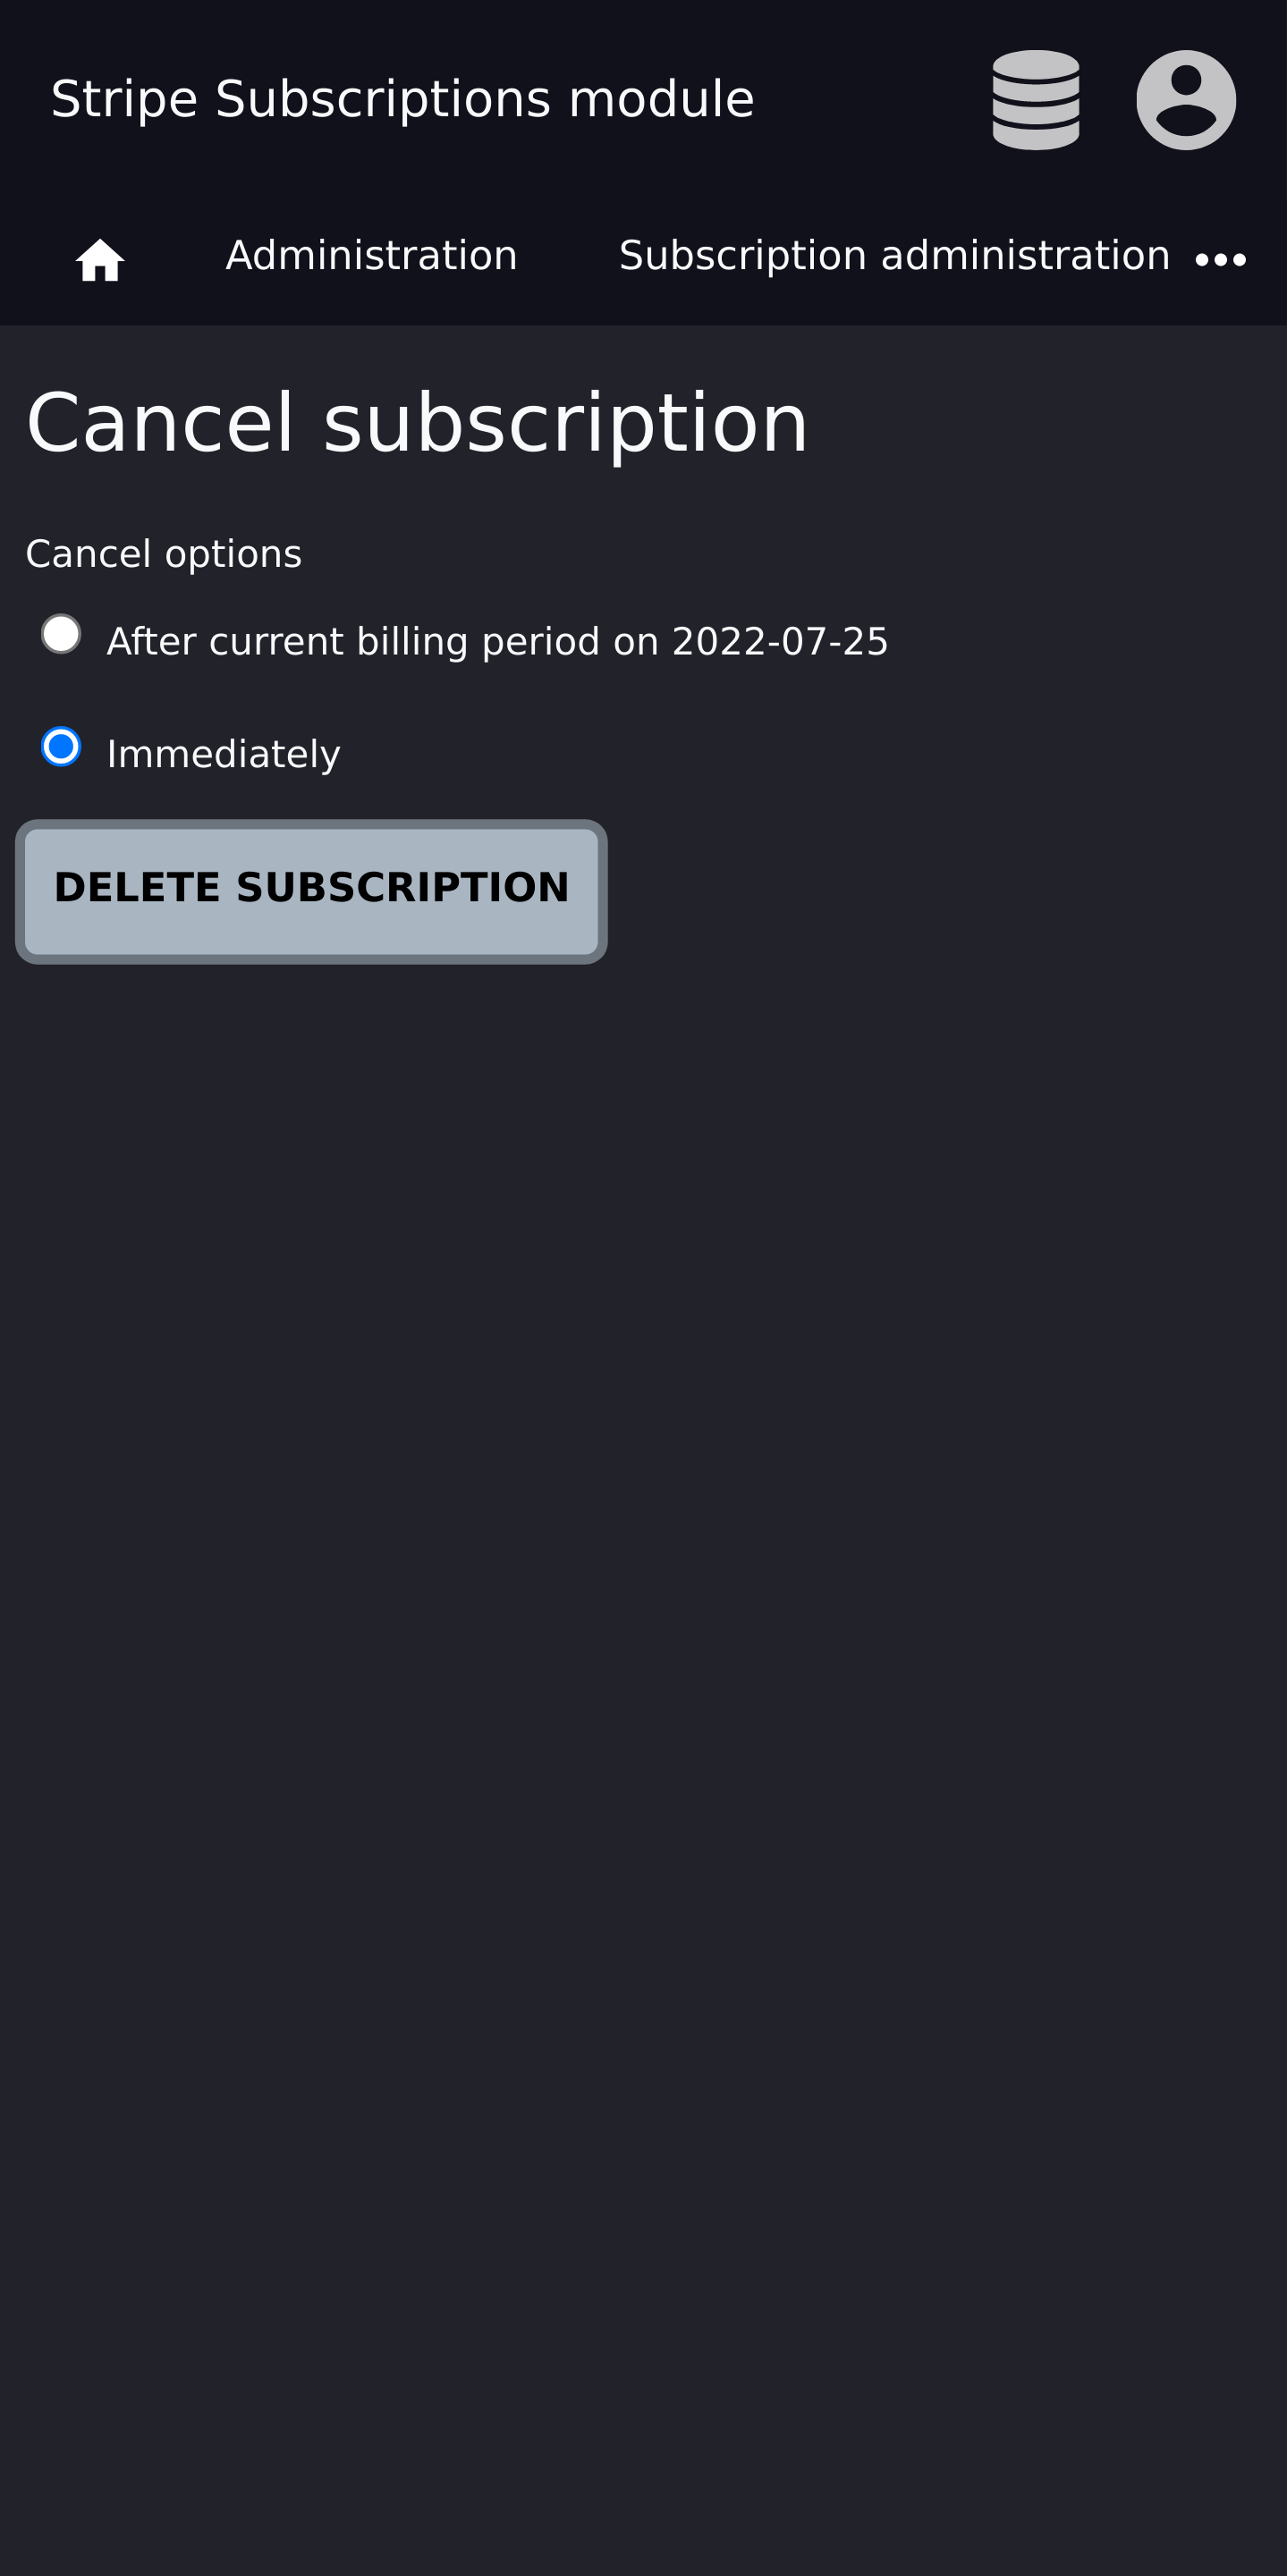 Stripe Subscriptions module
Administration Subscription administration
Cancel subscription
Cancel options
After current billing period on 2022-07-25
Immediately
DELETE SUBSCRIPTION